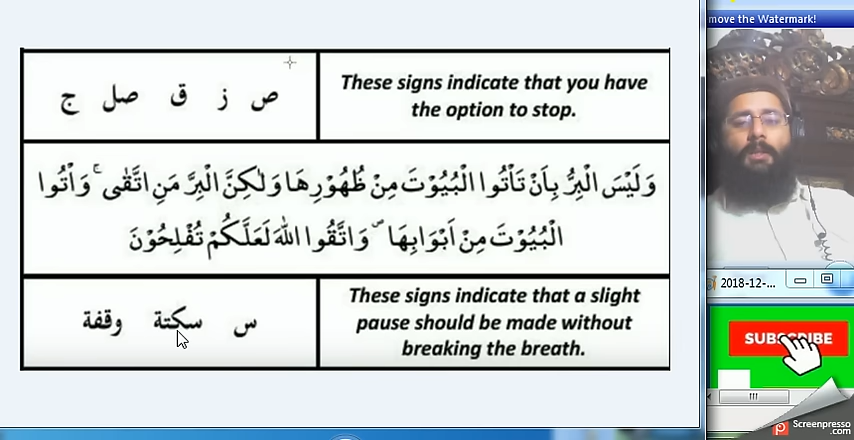 move the Watermark!
ص ز ق صل ج
These signs indicate that you have
the option to stop.
وَلَيْسَ الْبِرُّ بِاَنْ تَاْتُوا الْبُيُوْتَ مِنْ ظُهُوْرِهَا وَلٰكِنَّ الْبِرَّ مَنِ اتَّقٰى ۚ وَاْتُوا
الْبُيُوْتَ مِنْ اَبْوَابِهَا ۪ وَاتَّقُوا اللّٰهَ لَعَلَّكُمْ تُفْلِحُوْنَ
س سكتة وقفة
These signs indicate that a slight
pause should be made without
breaking the breath.
2018-12-...
SUBSCRIBE
Screenpresso
.com